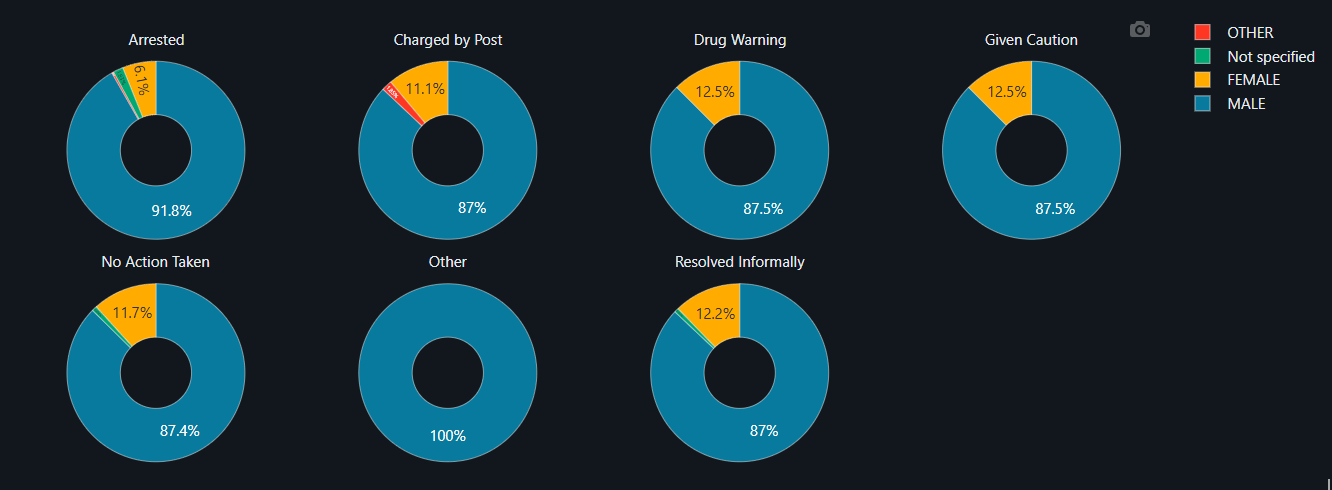 Arrested
Charged by Post
Drug Warning
Given Caution
OTHER
Not specified
FEMALE
MALE
6.1%
11.1%
12.5%
12.5%
91.8%
87%
87.5%
87.5%
No Action Taken
Other
Resolved Informally
11.7%
12.2%
87.4%
100%
87%